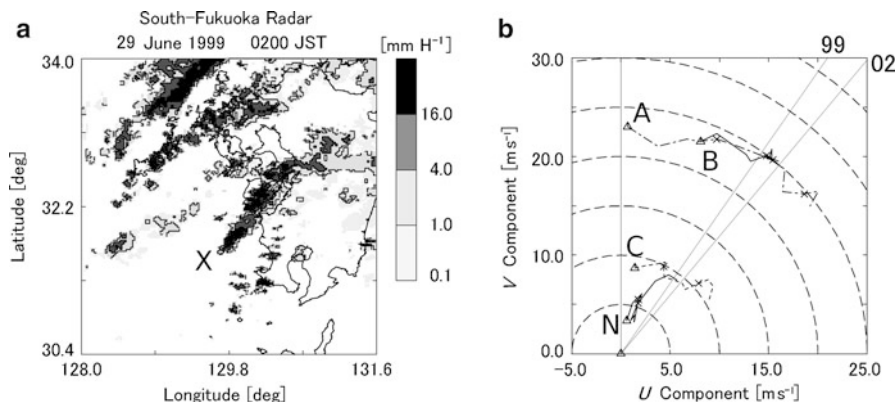 a
South-Fukuoka Radar
29 June 1999 0200 JST
[mm H⁻¹]
34.0
32.2
30.4
Latitude [deg]
128.0 129.8 131.6
Longitude [deg]
X
16.0
4.0
1.0
0.1
b
99
02
30.0
20.0
10.0
0.0
V Component [ms⁻¹]
A
B
C
N
-5.0 5.0 15.0 25.0
U Component [ms⁻¹]